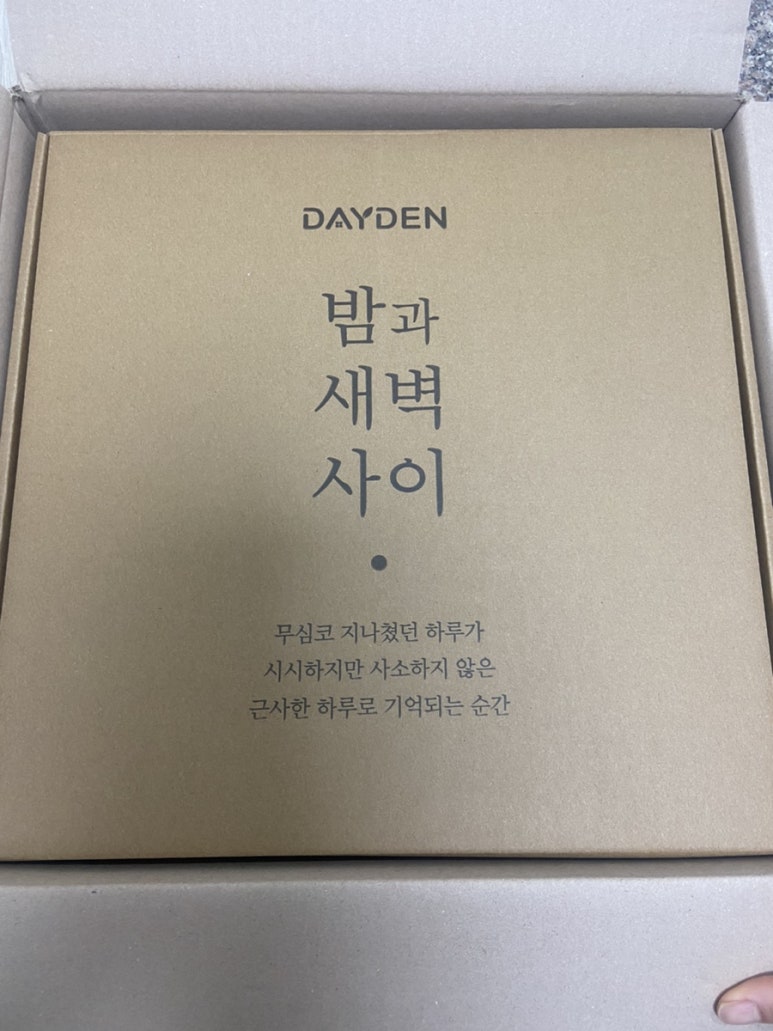 DAYDEN
밤과
새벽
사이
무심코 지나쳤던 하루가
시시하지만 사소하지 않은
근사한 하루로 기억되는 순간